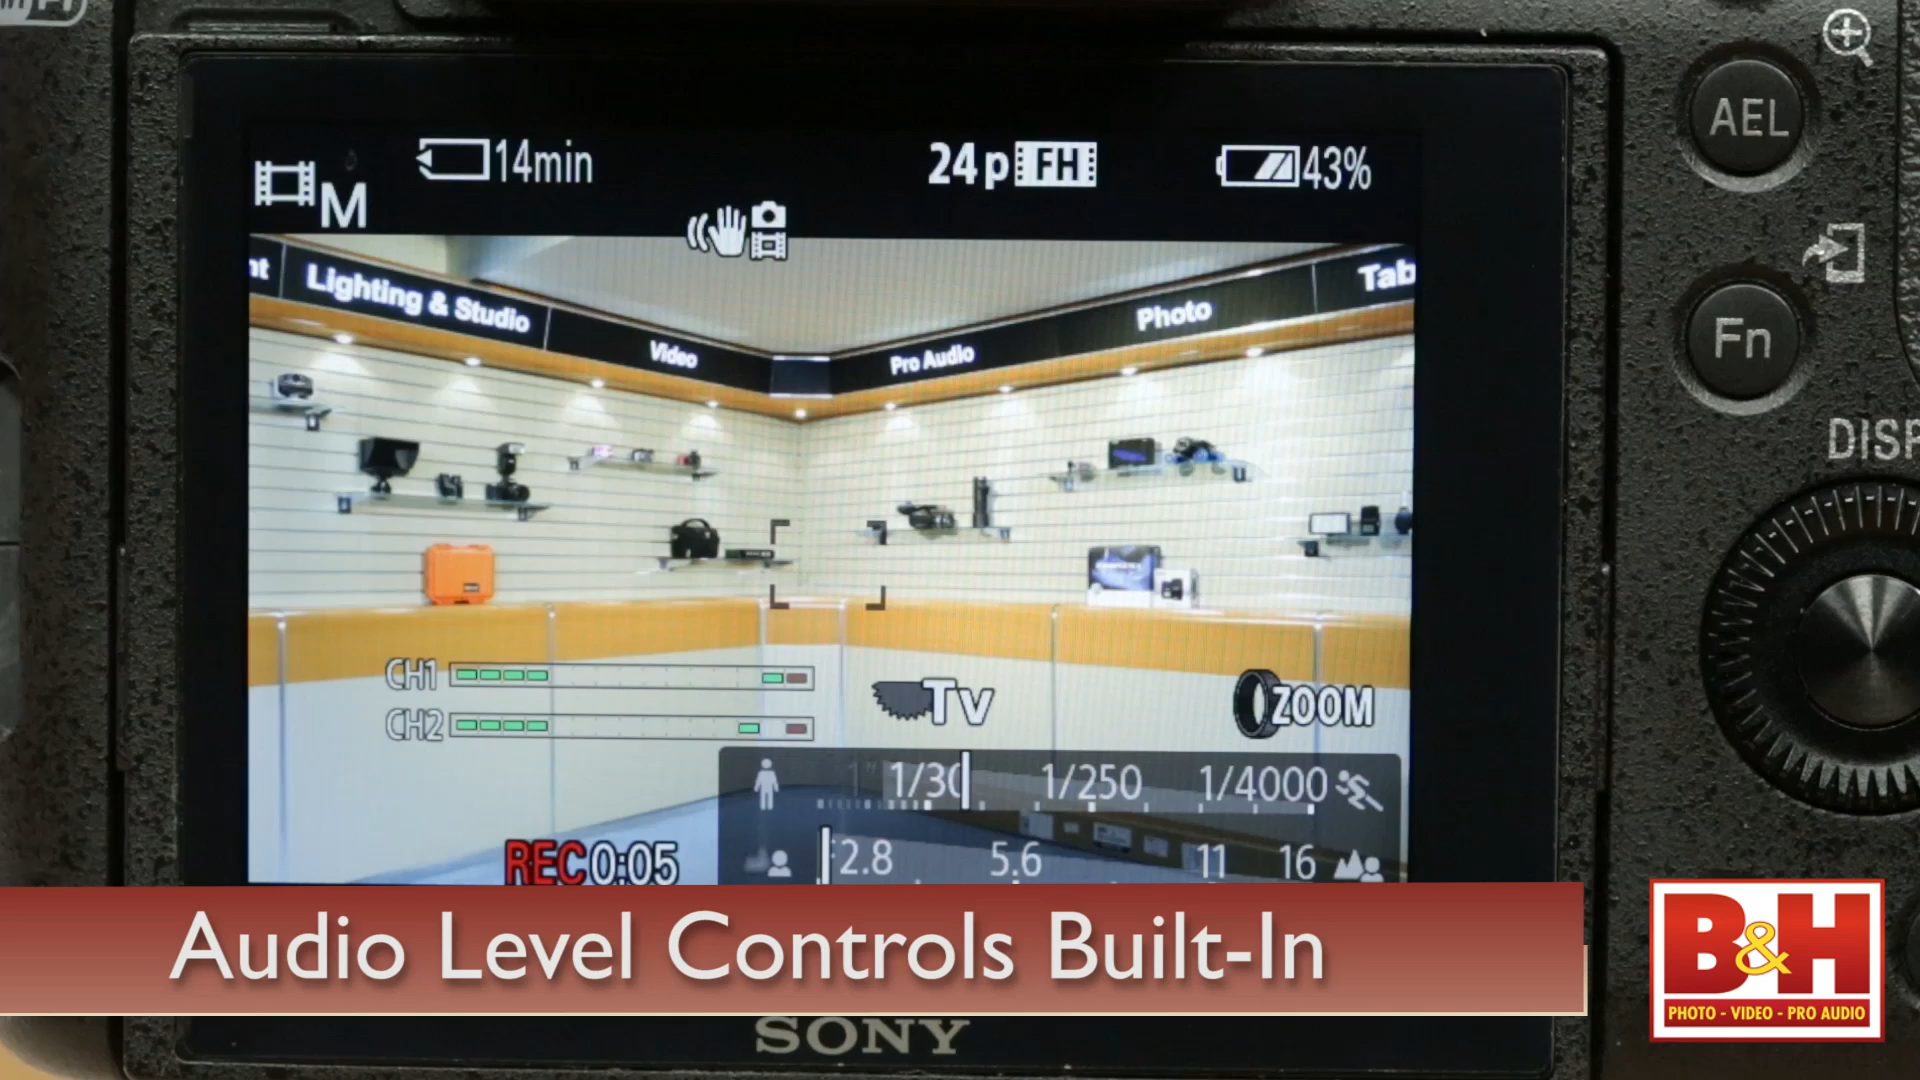 AEL
14min
24p FH
43%
M
Lighting & Studio
Video
Pro Audio
Photo
Tab
Fn
DISP
CH1
CH2
Tv
ZOOM
1/30 1/250 1/4000
REC 0:05
F2.8 5.6 11 16
Audio Level Controls Built-In
B&H
PHOTO - VIDEO - PRO AUDIO
SONY